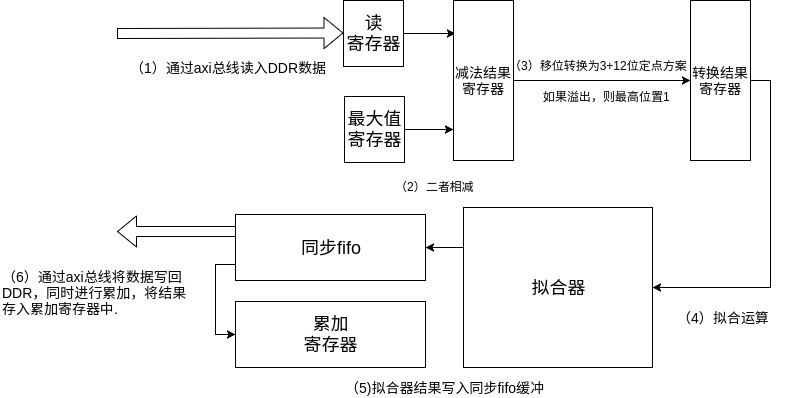 读
寄存器
（1）通过axi总线读入DDR数据
减法结果
寄存器
（3）移位转换为3+12位定点方案
如果溢出，则最高位置1
转换结果
寄存器
最大值
寄存器
（2）二者相减
同步fifo
拟合器
（6）通过axi总线将数据写回
DDR，同时进行累加，将结果
存入累加寄存器中.
累加
寄存器
（4）拟合运算
（5)拟合器结果写入同步fifo缓冲